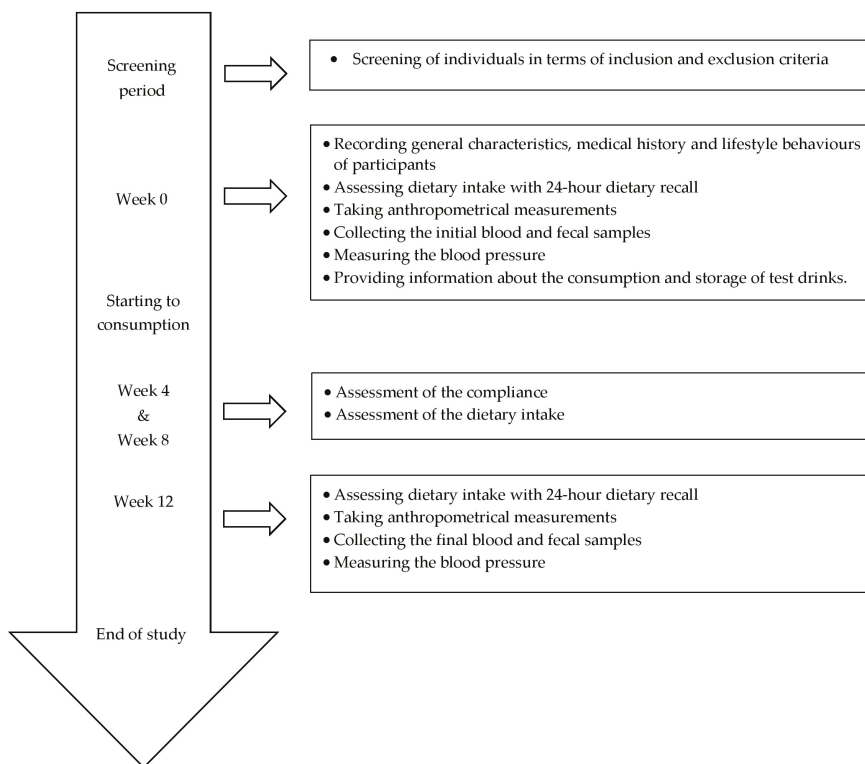 Screening
period
• Screening of individuals in terms of inclusion and exclusion criteria
Week 0
• Recording general characteristics, medical history and lifestyle behaviours
of participants
• Assessing dietary intake with 24-hour dietary recall
• Taking anthropometrical measurements
• Collecting the initial blood and fecal samples
• Measuring the blood pressure
• Providing information about the consumption and storage of test drinks.
Starting to
consumption
Week 4
&
Week 8
• Assessment of the compliance
• Assessment of the dietary intake
Week 12
• Assessing dietary intake with 24-hour dietary recall
• Taking anthropometrical measurements
• Collecting the final blood and fecal samples
• Measuring the blood pressure
End of study